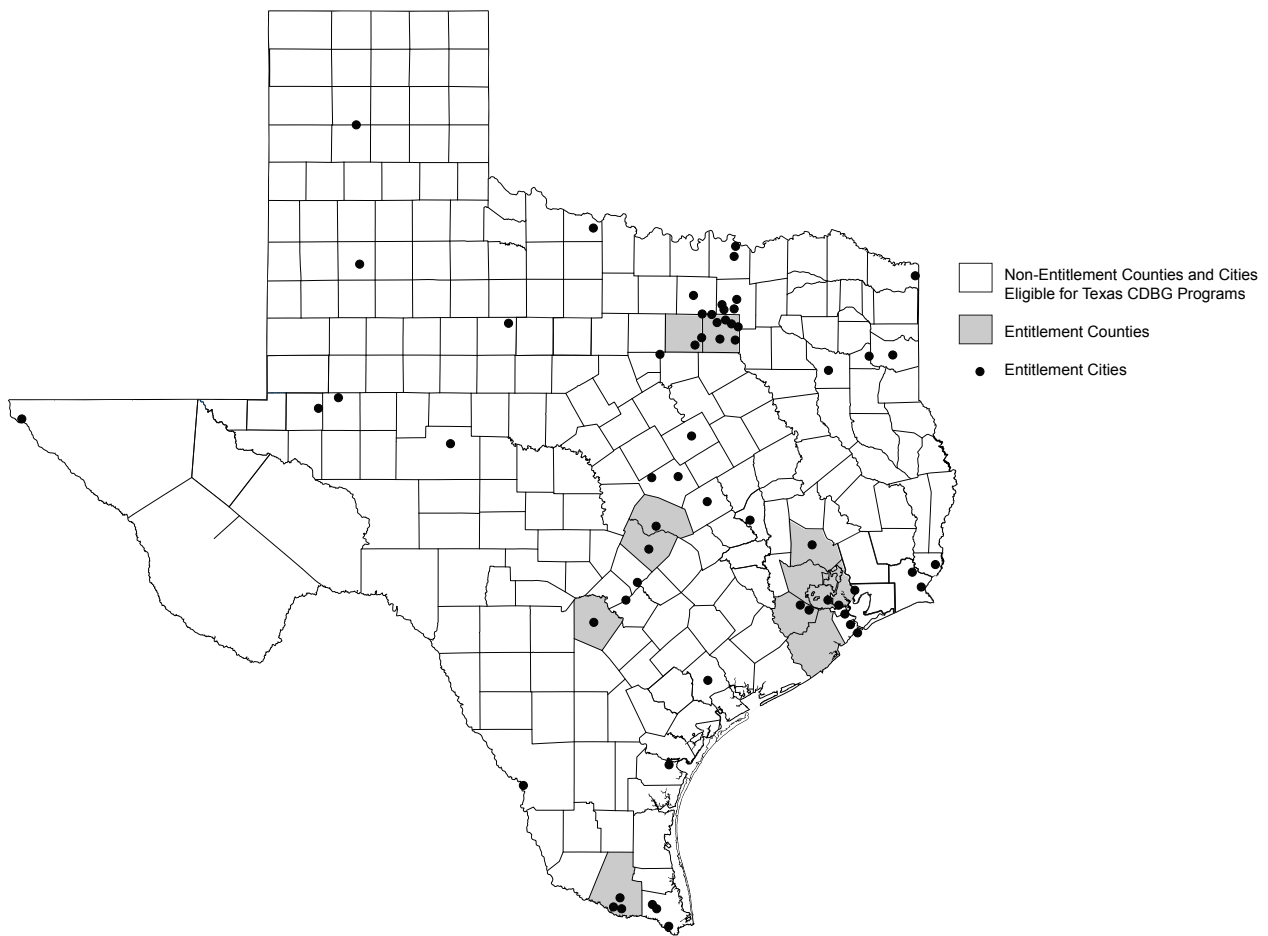 Non-Entitlement Counties and Cities
Eligible for Texas CDBG Programs
Entitlement Counties
Entitlement Cities